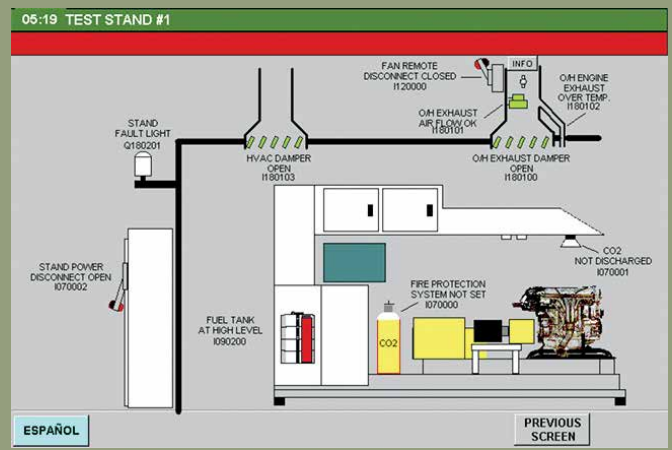 05:19 TEST STAND #1
FAN REMOTE
DISCONNECT CLOSED
I120000
INFO
O/H ENGINE
EXHAUST
OVER TEMP.
I180102
O/H EXHAUST
AIR FLOW OK
I180101
STAND
FAULT LIGHT
Q180201
HVAC DAMPER
OPEN
I180103
O/H EXHAUST DAMPER
OPEN
I180100
CO2
NOT DISCHARGED
I070001
STAND POWER
DISCONNECT OPEN
I070002
FIRE PROTECTION
SYSTEM NOT SET
I070000
FUEL TANK
AT HIGH LEVEL
I090200
CO2
ESPAÑOL
PREVIOUS
SCREEN